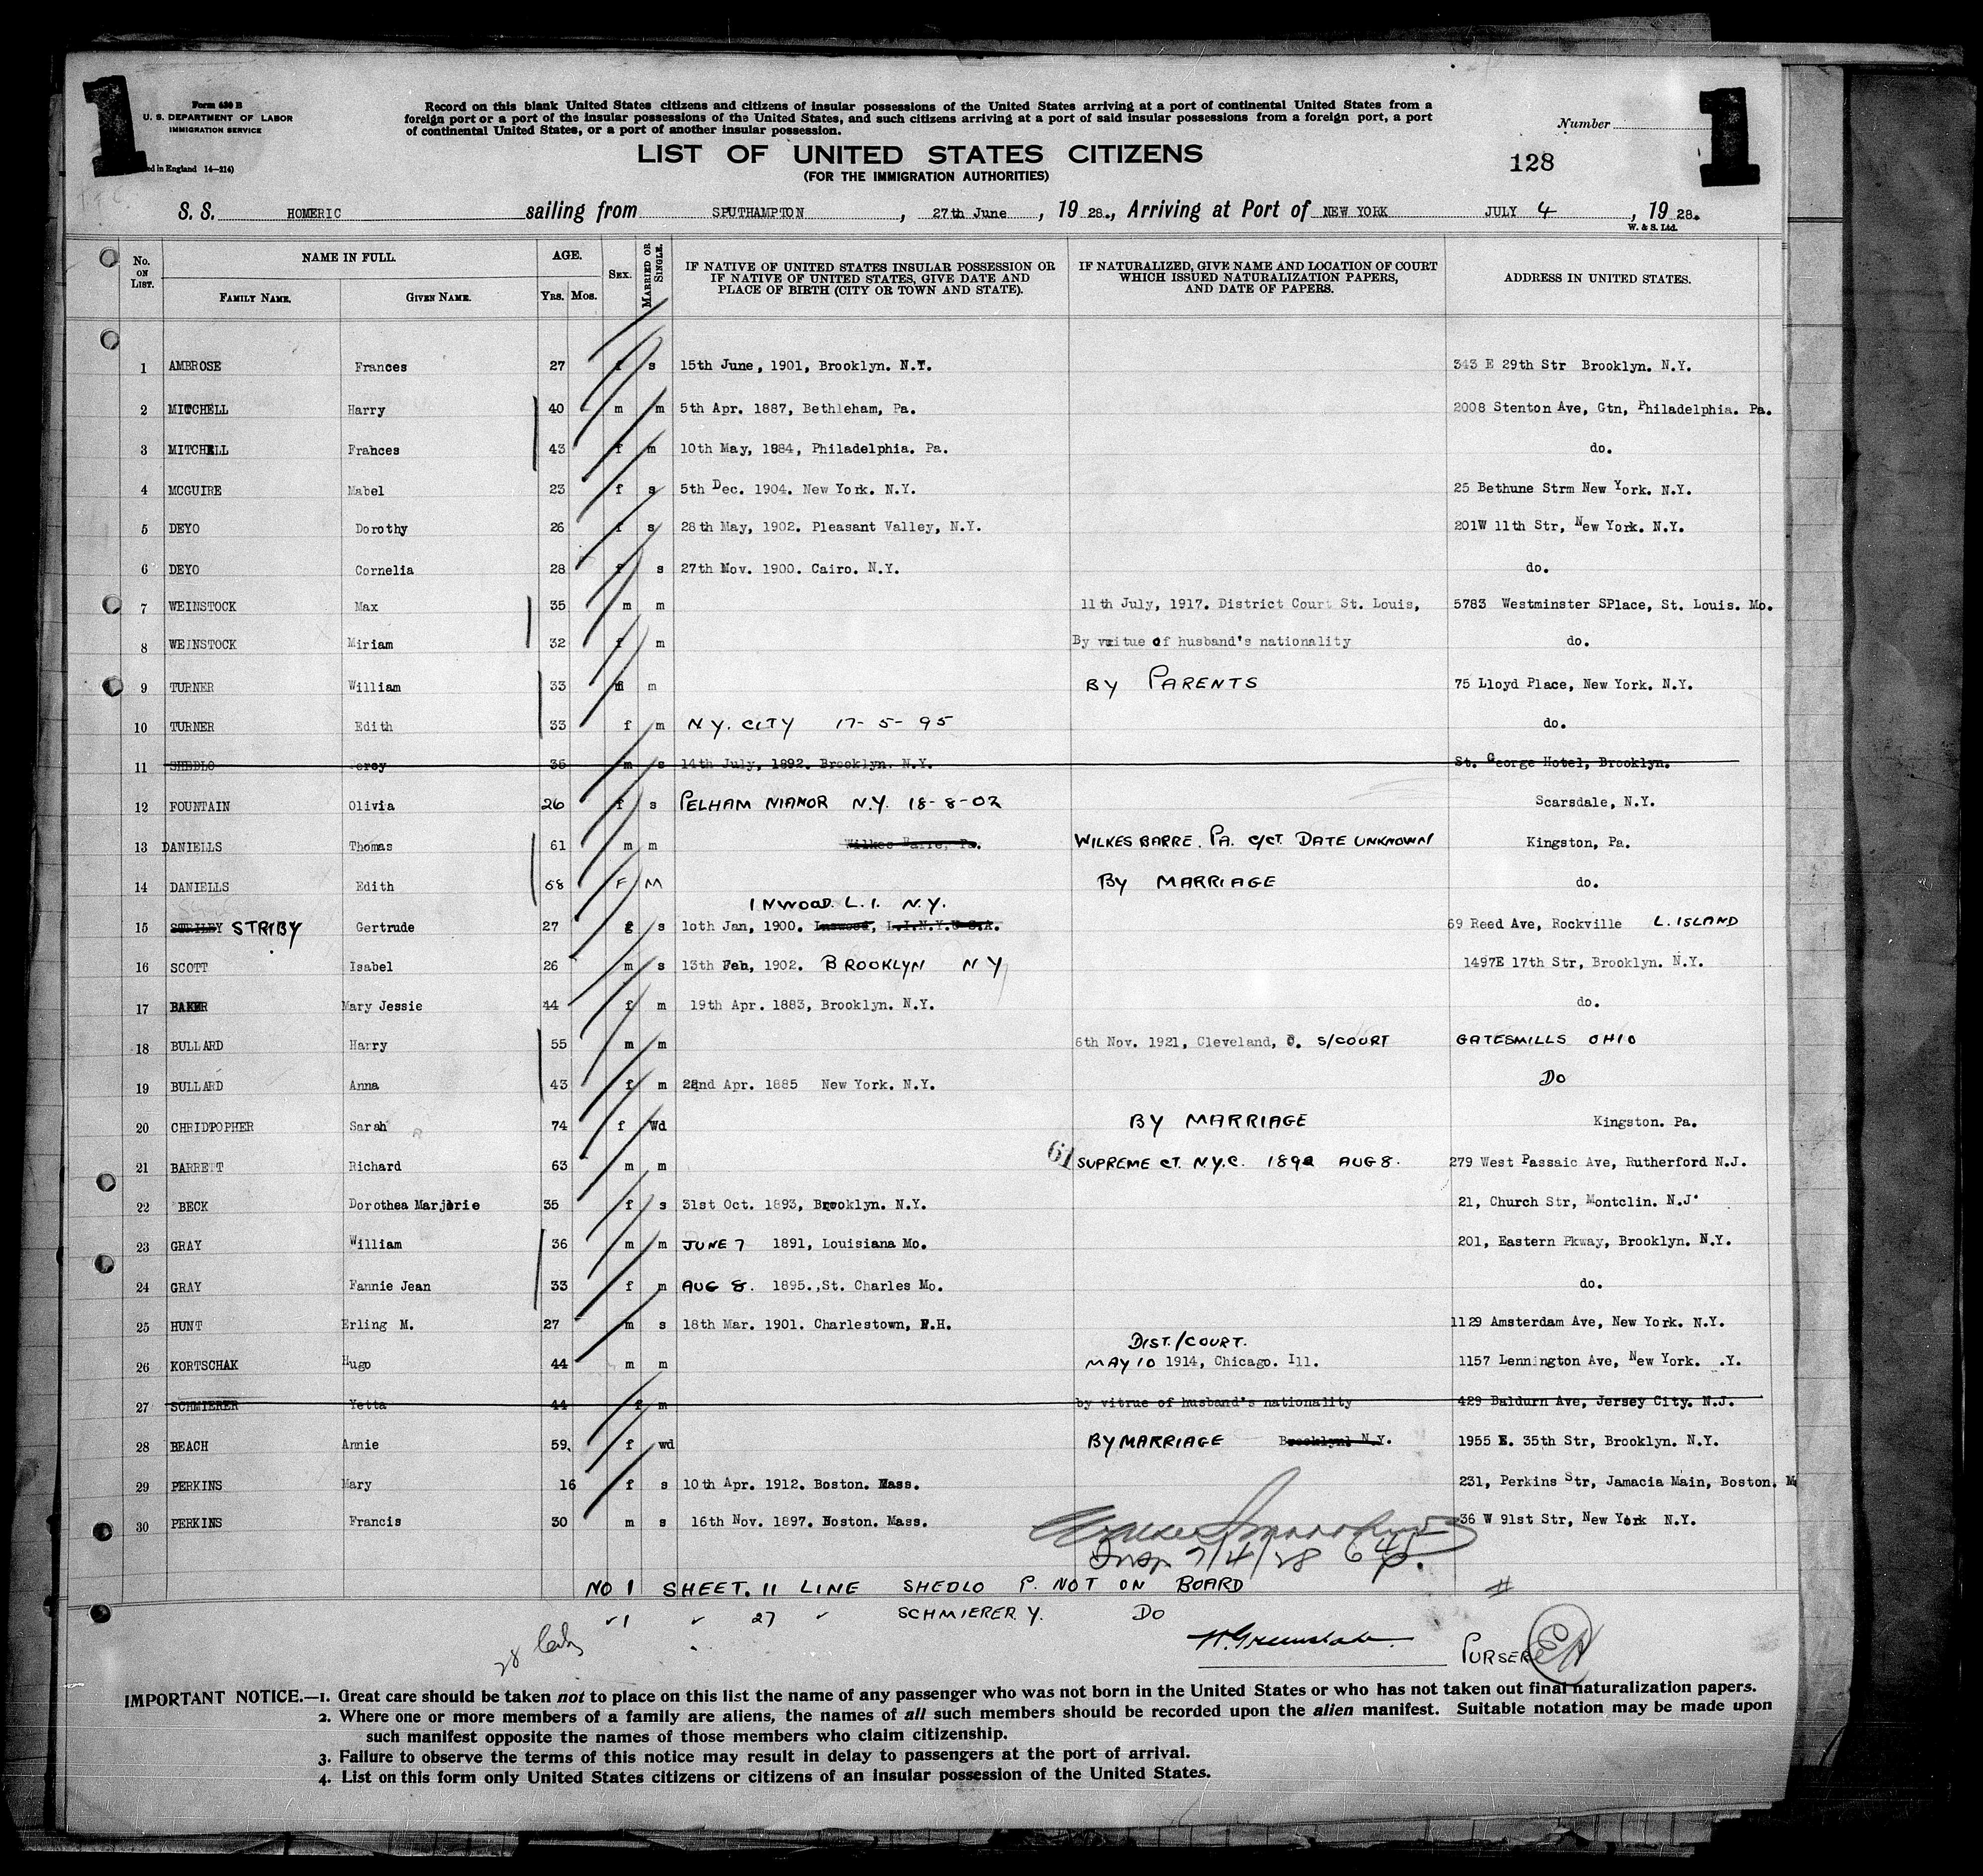 1
1
Form 630 B
U. S. DEPARTMENT OF LABOR
IMMIGRATION SERVICE
ed in England 14—214)
Record on this blank United States citizens and citizens of insular possessions of the United States arriving at a port of continental United States from a
foreign port or a port of the insular possessions of the United States, and such citizens arriving at a port of said insular possessions from a foreign port, a port
of continental United States, or a port of another insular possession.
Number
LIST OF UNITED STATES CITIZENS
(FOR THE IMMIGRATION AUTHORITIES)
128
S. S. HOMERIC sailing from SPUTHAMPTON, 27th June, 19 28., Arriving at Port of NEW YORK JULY 4, 19 28.
W. & S. Ltd.
No. ON LIST. NAME IN FULL. FAMILY NAME. GIVEN NAME. AGE. YRS. MOS. SEX. MARRIED OR SINGLE. IF NATIVE OF UNITED STATES INSULAR POSSESSION OR IF NATIVE OF UNITED STATES, GIVE DATE AND PLACE OF BIRTH (CITY OR TOWN AND STATE). IF NATURALIZED, GIVE NAME AND LOCATION OF COURT WHICH ISSUED NATURALIZATION PAPERS, AND DATE OF PAPERS. ADDRESS IN UNITED STATES.
1 AMBROSE Frances 27 f s 15th June, 1901, Brooklyn. N.Y. 343 E 29th Str Brooklyn. N.Y.
2 MITCHELL Harry 40 m m 5th Apr. 1887, Bethleham, Pa. 2008 Stenton Ave, Gtn, Philadelphia. Pa.
3 MITCHELL Frances 43 f m 10th May, 1884, Philadelphia. Pa. do.
4 MCGUIRE Mabel 23 f s 5th Dec. 1904. New York. N.Y. 25 Bethune Strm New York. N.Y.
5 DEYO Dorothy 26 f s 28th May, 1902. Pleasant Valley, N.Y. 201W 11th Str, New York. N.Y.
6 DEYO Cornelia 28 f s 27th Nov. 1900. Cairo. N.Y. do.
7 WEINSTOCK Max 35 m m 11th July, 1917. District Court St. Louis, 5783 Westminster SPlace, St. Louis. Mo.
8 WEINSTOCK Miriam 32 f m By vritue of husband's nationality do.
9 TURNER William 33 m m BY PARENTS 75 Lloyd Place, New York. N.Y.
10 TURNER Edith 33 f m N.Y. CITY 17-5-95 do.
11 SHEDLO Percy 35 m s 14th July, 1892. Brooklyn. N.Y. St. George Hotel, Brooklyn.
12 FOUNTAIN Olivia 26 f s PELHAM MANOR N.Y. 18-8-02 Scarsdale, N.Y.
13 DANIELLS Thomas 61 m m Wilkes Barre, Pa. WILKES BARRE. PA. C/CT. DATE UNKNOWN Kingston, Pa.
14 DANIELLS Edith 68 F M BY MARRIAGE do.
INWOOD. L.I. N.Y.
15 STRILEY STRIBY Gertrude 27 f s 10th Jan, 1900. Inwood, L.I.N.Y.U S.A. 69 Reed Ave, Rockville L. ISLAND
16 SCOTT Isabel 26 m s 13th Feb, 1902. BROOKLYN NY 1497E 17th Str, Brooklyn. N.Y.
17 BAKER Mary Jessie 44 f m 19th Apr. 1883, Brooklyn. N.Y. do.
18 BULLARD Harry 55 m m 6th Nov. 1921, Cleveland, O. S/COURT GATESMILLS OHIO
19 BULLARD Anna 43 f m 22nd Apr. 1885 New York. N.Y. DO
20 CHRIDTOPHER Sarah 74 f Wd BY MARRIAGE Kingston. Pa.
61
21 BARRETT Richard 63 m m SUPREME CT. N.Y.C. 1892 AUG 8. 279 West Passaic Ave, Rutherford N.J.
22 BECK Dorothea Marjorie 35 f s 31st Oct. 1893, Brooklyn. N.Y. 21, Church Str, Montclin. N.J.
23 GRAY William 36 m m JUNE 7 1891, Louisiana Mo. 201, Eastern Pkway, Brooklyn. N.Y.
24 GRAY Fannie Jean 33 f m AUG 8. 1895., St. Charles Mo. do.
25 HUNT Erling M. 27 m s 18th Mar. 1901. Charlestown, N.H. 1129 Amsterdam Ave, New York. N.Y.
DIST./COURT.
26 KORTSCHAK Hugo 44 m m MAY 10 1914, Chicago. Ill. 1157 Lennington Ave, New York. .Y.
27 SCHMIERER Yetta 44 f m by vitrue of husband's nationality 429 Baldurn Ave, Jersey City. N.J.
28 BEACH Annie 59. f wd BY MARRIAGE Brooklyn. N.Y. 1955 E. 35th Str, Brooklyn. N.Y.
29 PERKINS Mary 16 f s 10th Apr. 1912. Boston. Mass. 231, Perkins Str, Jamacia Main, Boston. M
30 PERKINS Francis 30 m s 16th Nov. 1897. Boston. Mass. 36 W 91st Str, New York N.Y.
Insp 7/4/28
NO 1 SHEET. 11 LINE SHEDLO P. NOT ON BOARD #
1 27 SCHMIERER Y. DO
28
PURSER
IMPORTANT NOTICE.—1. Great care should be taken not to place on this list the name of any passenger who was not born in the United States or who has not taken out final naturalization papers.
2. Where one or more members of a family are aliens, the names of all such members should be recorded upon the alien manifest. Suitable notation may be made upon
such manifest opposite the names of those members who claim citizenship.
3. Failure to observe the terms of this notice may result in delay to passengers at the port of arrival.
4. List on this form only United States citizens or citizens of an insular possession of the United States.